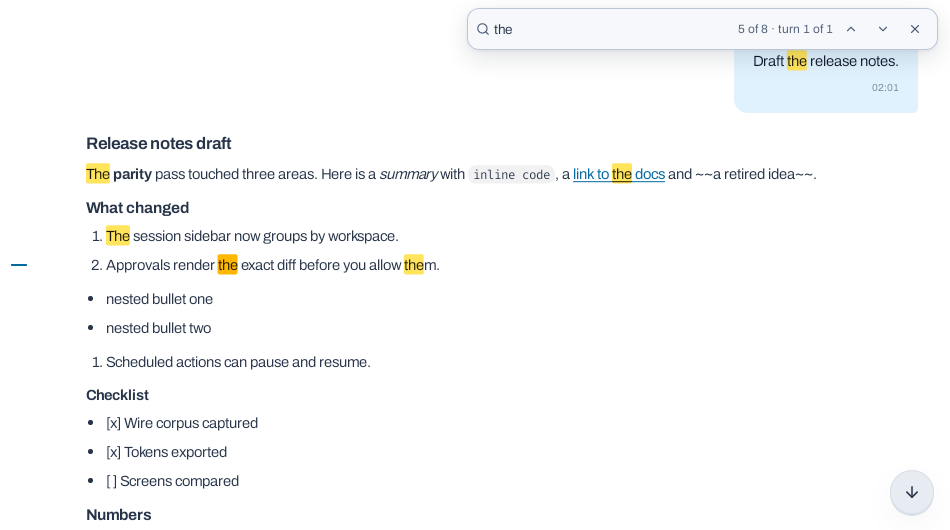 the
5 of 8 · turn 1 of 1
Draft the release notes.
02:01
Release notes draft
The parity pass touched three areas. Here is a summary with inline code, a link to the docs and ~~a retired idea~~.
What changed
1. The session sidebar now groups by workspace.
2. Approvals render the exact diff before you allow them.
• nested bullet one
• nested bullet two
1. Scheduled actions can pause and resume.
Checklist
• [x] Wire corpus captured
• [x] Tokens exported
• [ ] Screens compared
Numbers